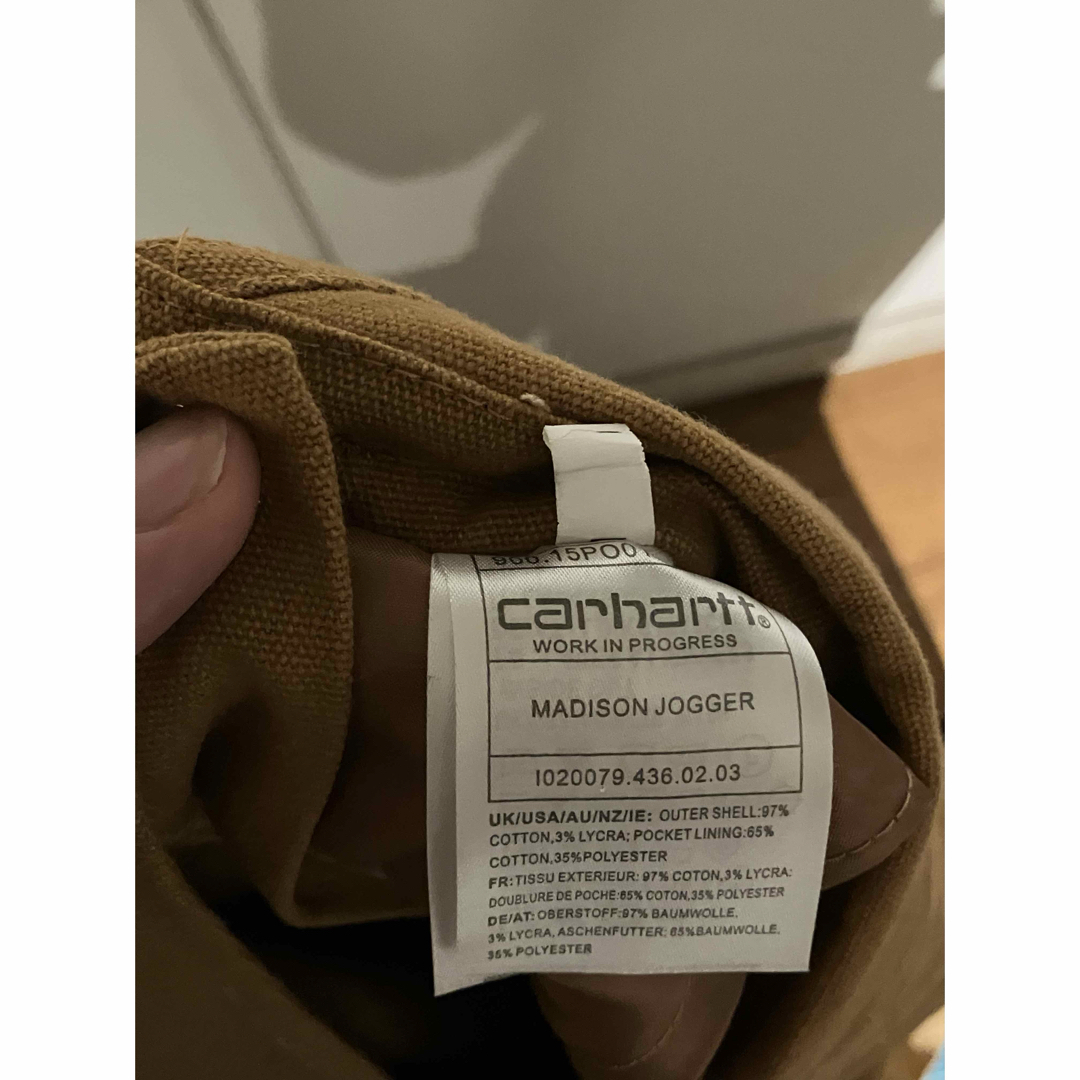 966.15PO01
carhartt®
WORK IN PROGRESS
MADISON JOGGER
I020079.436.02.03
UK/USA/AU/NZ/IE: OUTER SHELL:97%
COTTON,3% LYCRA; POCKET LINING:65%
COTTON,35%POLYESTER
FR:TISSU EXTERIEUR: 97% COTON,3% LYCRA:
DOUBLURE DE POCHE:65% COTON,35% POLYESTER
DE/AT: OBERSTOFF:97% BAUMWOLLE,
3% LYCRA, ASCHENFUTTER: 65%BAUMWOLLE,
35% POLYESTER